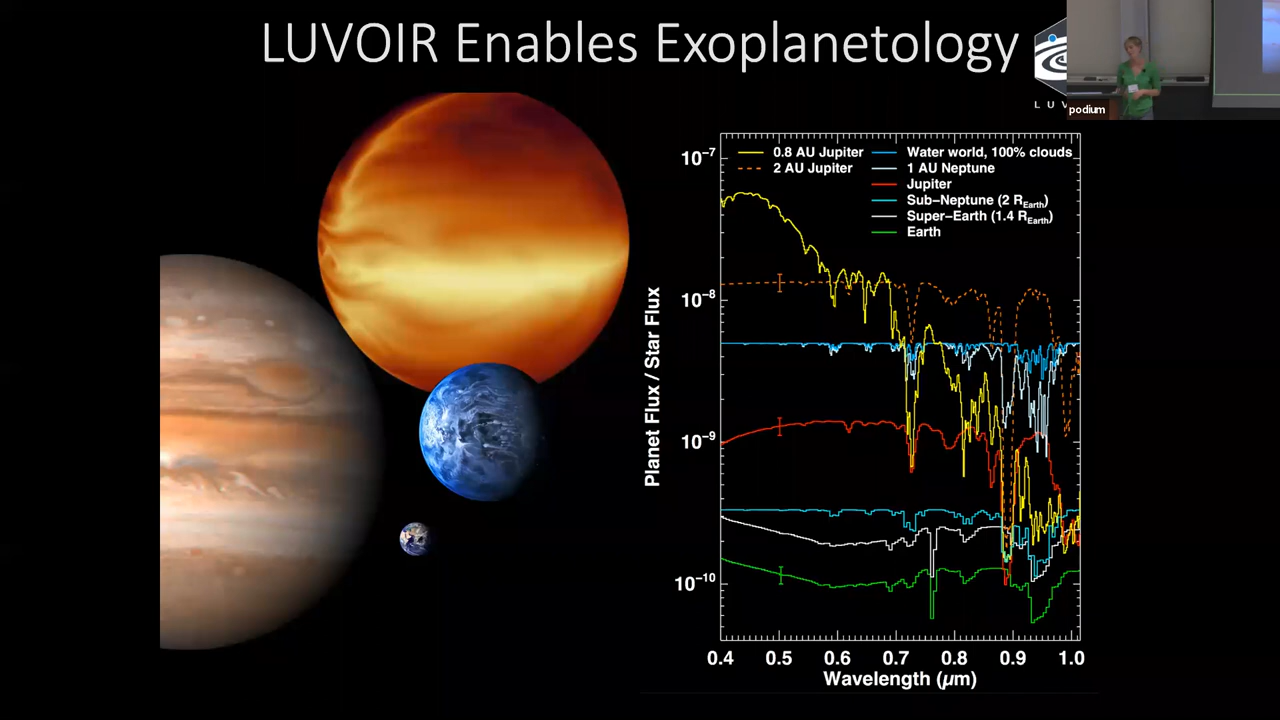 LUVOIR Enables Exoplanetology
L U V
podium
0.8 AU Jupiter
2 AU Jupiter
Water world, 100% clouds
1 AU Neptune
Jupiter
Sub-Neptune (2 REarth)
Super-Earth (1.4 REarth)
Earth
10−7
10−8
10−9
10−10
Planet Flux / Star Flux
0.4 0.5 0.6 0.7 0.8 0.9 1.0
Wavelength (μm)